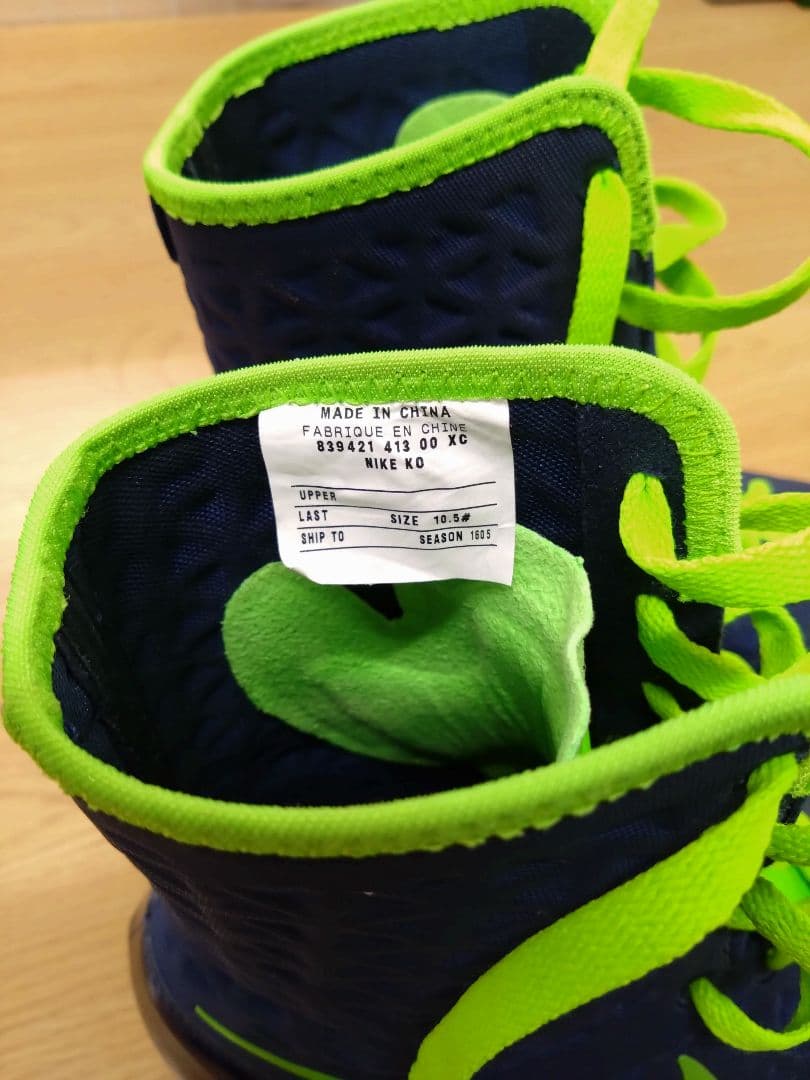 MADE IN CHINA
FABRIQUE EN CHINE
839421 413 00 XC
NIKE KO
UPPER
LAST SIZE 10.5#
SHIP TO SEASON 1605